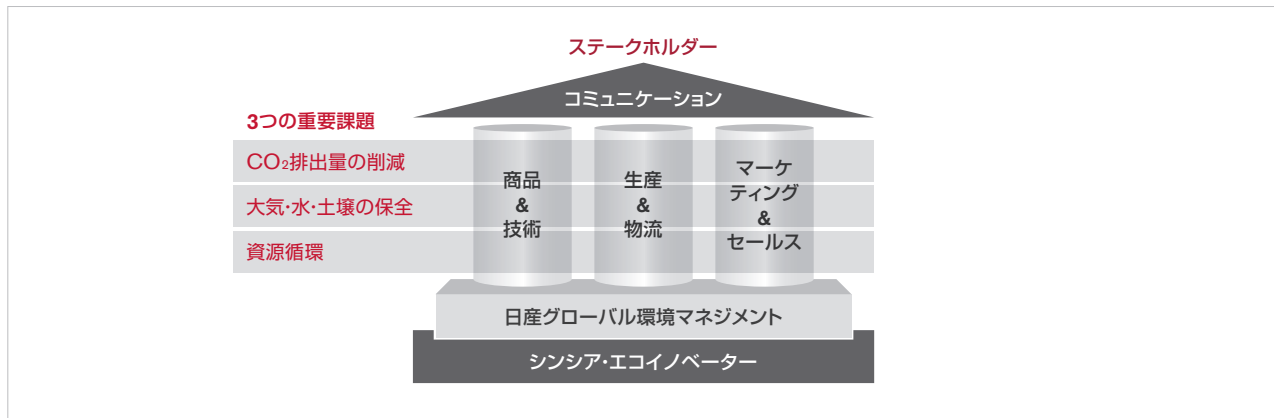 ステークホルダー
コミュニケーション
3つの重要課題
CO₂排出量の削減
大気・水・土壌の保全
資源循環
商品
&
技術
生産
&
物流
マーケ
ティング
&
セールス
日産グローバル環境マネジメント
シンシア・エコイノベーター